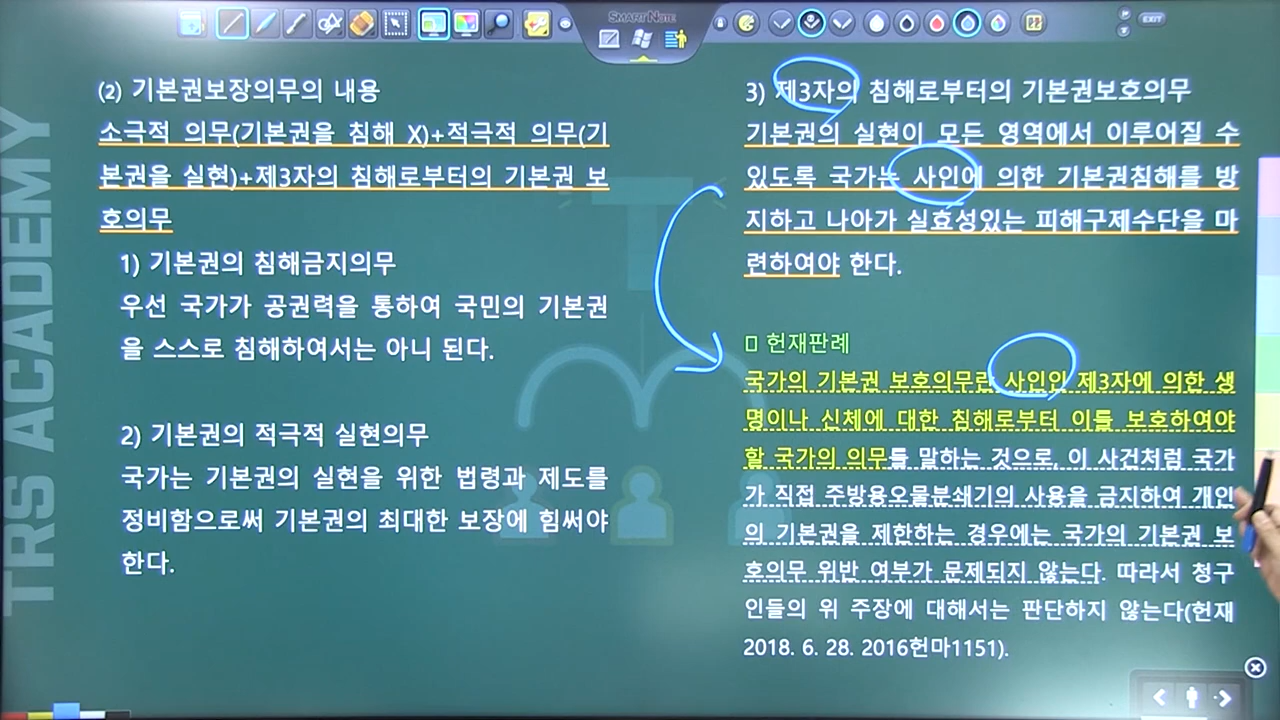 SMART NOTE
EXIT
(2) 기본권보장의무의 내용
소극적 의무(기본권을 침해 X)+적극적 의무(기
본권을 실현)+제3자의 침해로부터의 기본권 보
호의무
1) 기본권의 침해금지의무
우선 국가가 공권력을 통하여 국민의 기본권
을 스스로 침해하여서는 아니 된다.
2) 기본권의 적극적 실현의무
국가는 기본권의 실현을 위한 법령과 제도를
정비함으로써 기본권의 최대한 보장에 힘써야
한다.
3) 제3자의 침해로부터의 기본권보호의무
기본권의 실현이 모든 영역에서 이루어질 수
있도록 국가는 사인에 의한 기본권침해를 방
지하고 나아가 실효성있는 피해구제수단을 마
련하여야 한다.
헌재판례
국가의 기본권 보호의무란 사인인 제3자에 의한 생
명이나 신체에 대한 침해로부터 이를 보호하여야
할 국가의 의무를 말하는 것으로, 이 사건처럼 국가
가 직접 주방용오물분쇄기의 사용을 금지하여 개인
의 기본권을 제한하는 경우에는 국가의 기본권 보
호의무 위반 여부가 문제되지 않는다. 따라서 청구
인들의 위 주장에 대해서는 판단하지 않는다(헌재
2018. 6. 28. 2016헌마1151).
TRS ACADEMY